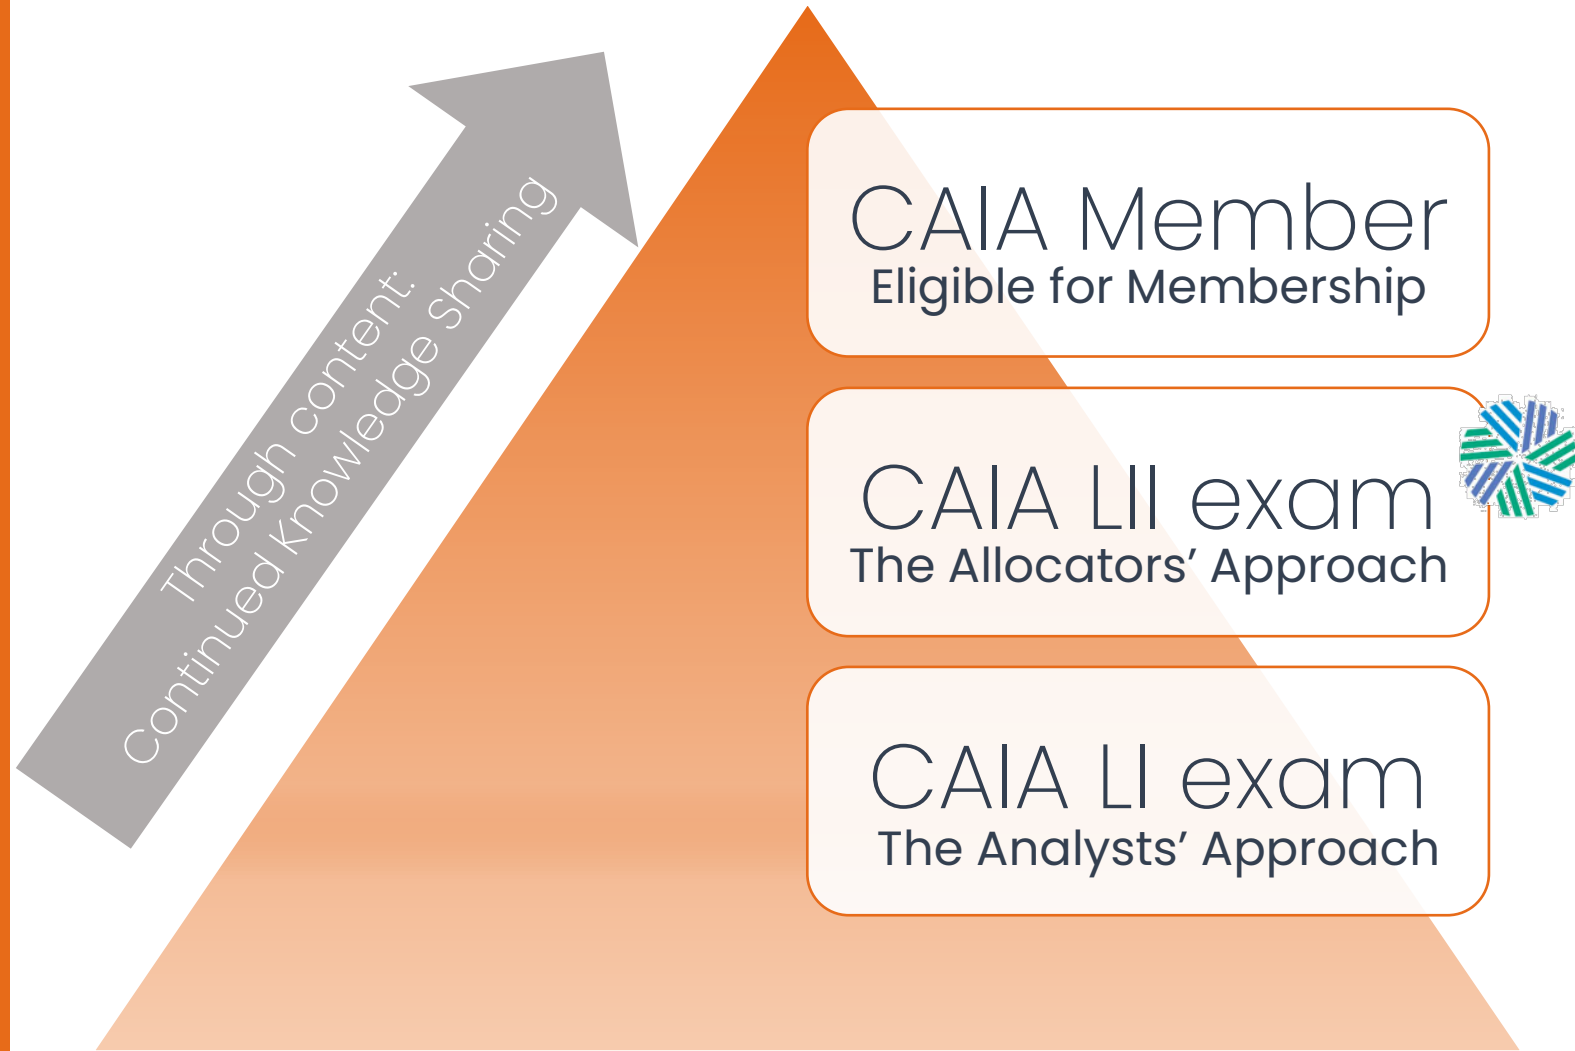 Through content:
Continued Knowledge Sharing
CAIA Member
Eligible for Membership
CAIA LII exam
The Allocators’ Approach
CAIA LI exam
The Analysts’ Approach